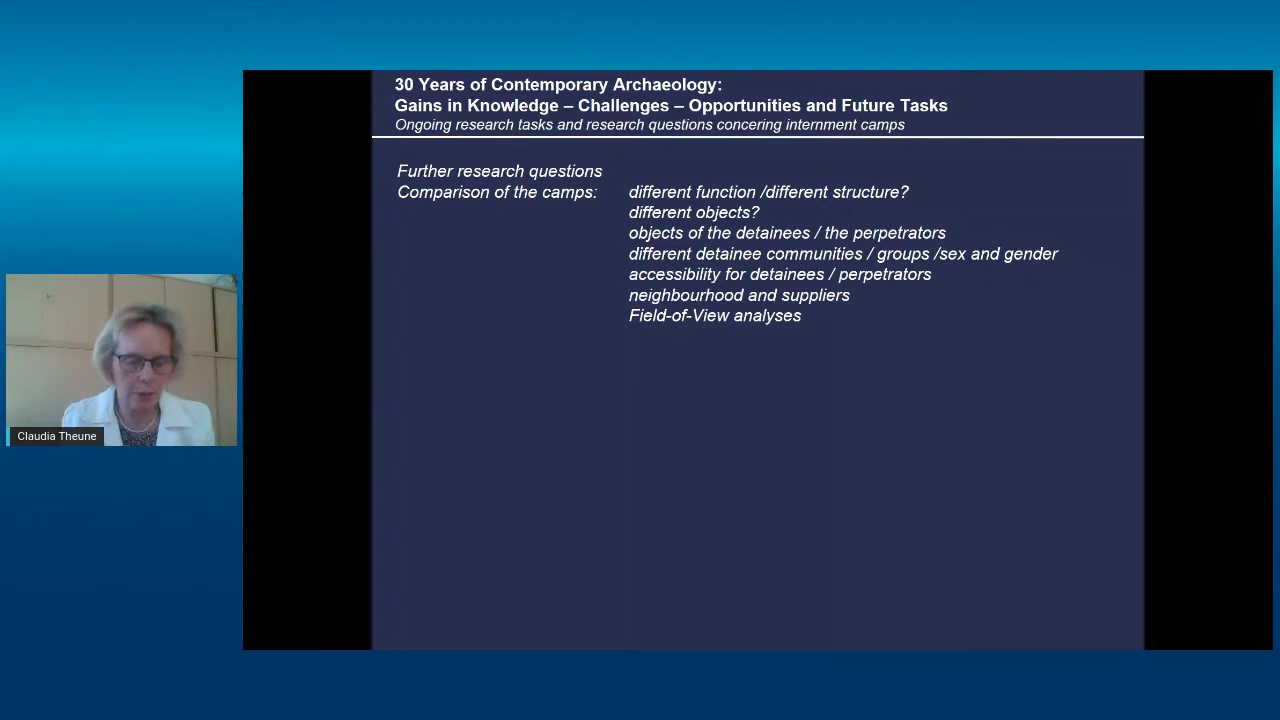 30 Years of Contemporary Archaeology:
Gains in Knowledge – Challenges – Opportunities and Future Tasks
Ongoing research tasks and research questions concering internment camps
Further research questions
Comparison of the camps: different function /different structure?
different objects?
objects of the detainees / the perpetrators
different detainee communities / groups /sex and gender
accessibility for detainees / perpetrators
neighbourhood and suppliers
Field-of-View analyses
Claudia Theune